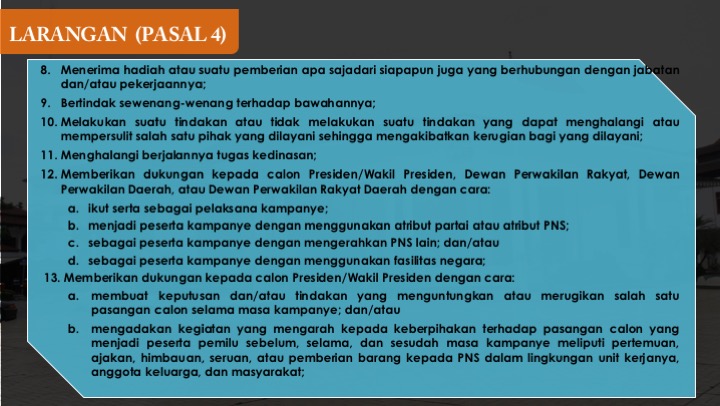 LARANGAN (PASAL 4)
8. Menerima hadiah atau suatu pemberian apa sajadari siapapun juga yang berhubungan dengan jabatan
dan/atau pekerjaannya;
9. Bertindak sewenang-wenang terhadap bawahannya;
10. Melakukan suatu tindakan atau tidak melakukan suatu tindakan yang dapat menghalangi atau
mempersulit salah satu pihak yang dilayani sehingga mengakibatkan kerugian bagi yang dilayani;
11. Menghalangi berjalannya tugas kedinasan;
12. Memberikan dukungan kepada calon Presiden/Wakil Presiden, Dewan Perwakilan Rakyat, Dewan
Perwakilan Daerah, atau Dewan Perwakilan Rakyat Daerah dengan cara:
a. ikut serta sebagai pelaksana kampanye;
b. menjadi peserta kampanye dengan menggunakan atribut partai atau atribut PNS;
c. sebagai peserta kampanye dengan mengerahkan PNS lain; dan/atau
d. sebagai peserta kampanye dengan menggunakan fasilitas negara;
13. Memberikan dukungan kepada calon Presiden/Wakil Presiden dengan cara:
a. membuat keputusan dan/atau tindakan yang menguntungkan atau merugikan salah satu
pasangan calon selama masa kampanye; dan/atau
b. mengadakan kegiatan yang mengarah kepada keberpihakan terhadap pasangan calon yang
menjadi peserta pemilu sebelum, selama, dan sesudah masa kampanye meliputi pertemuan,
ajakan, himbauan, seruan, atau pemberian barang kepada PNS dalam lingkungan unit kerjanya,
anggota keluarga, dan masyarakat;